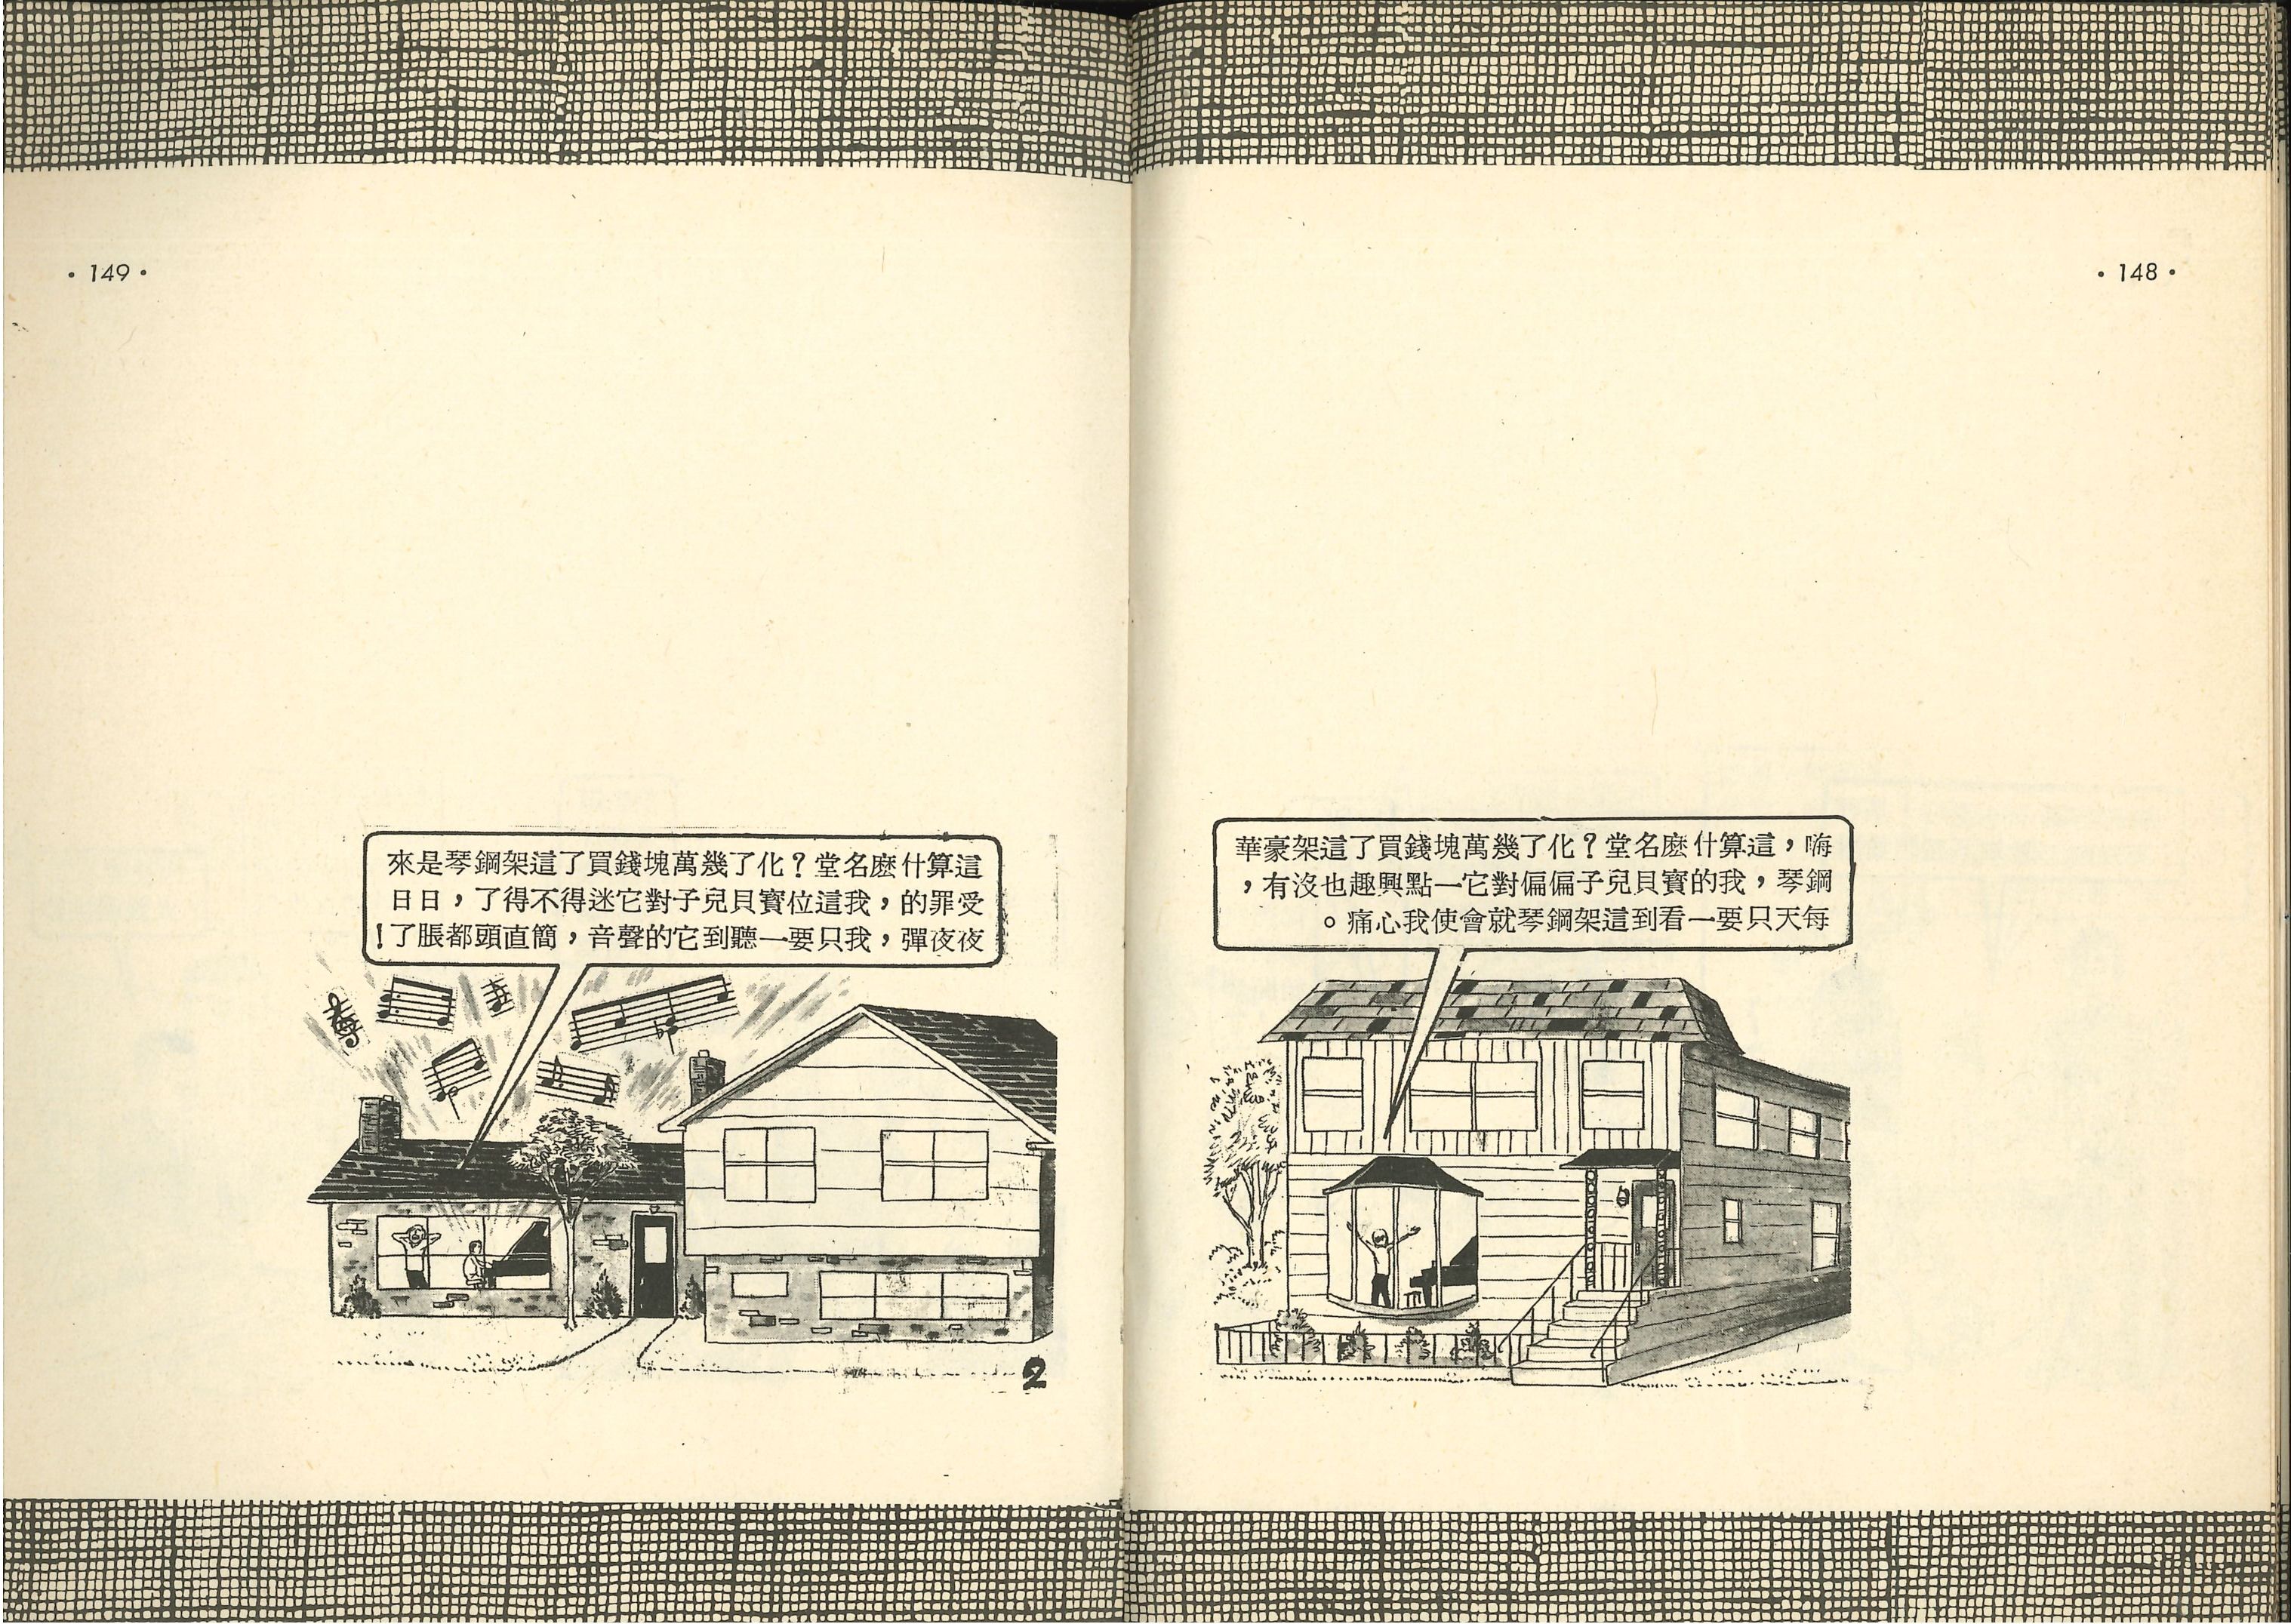 • 148 •
嗨，這算什麽名堂？化了幾萬塊錢買了這架豪華
鋼琴，我的寶貝兒子偏偏對它一點興趣也沒有，
每天只要一看到這架鋼琴就會使我心痛。
• 149 •
這算什麽名堂？化了幾萬塊錢買了這架鋼琴是來
受罪的，我這位寶貝兒子對它迷得不得了，日日
夜夜彈，我只要一聽到它的聲音，簡直頭都脹了！
2